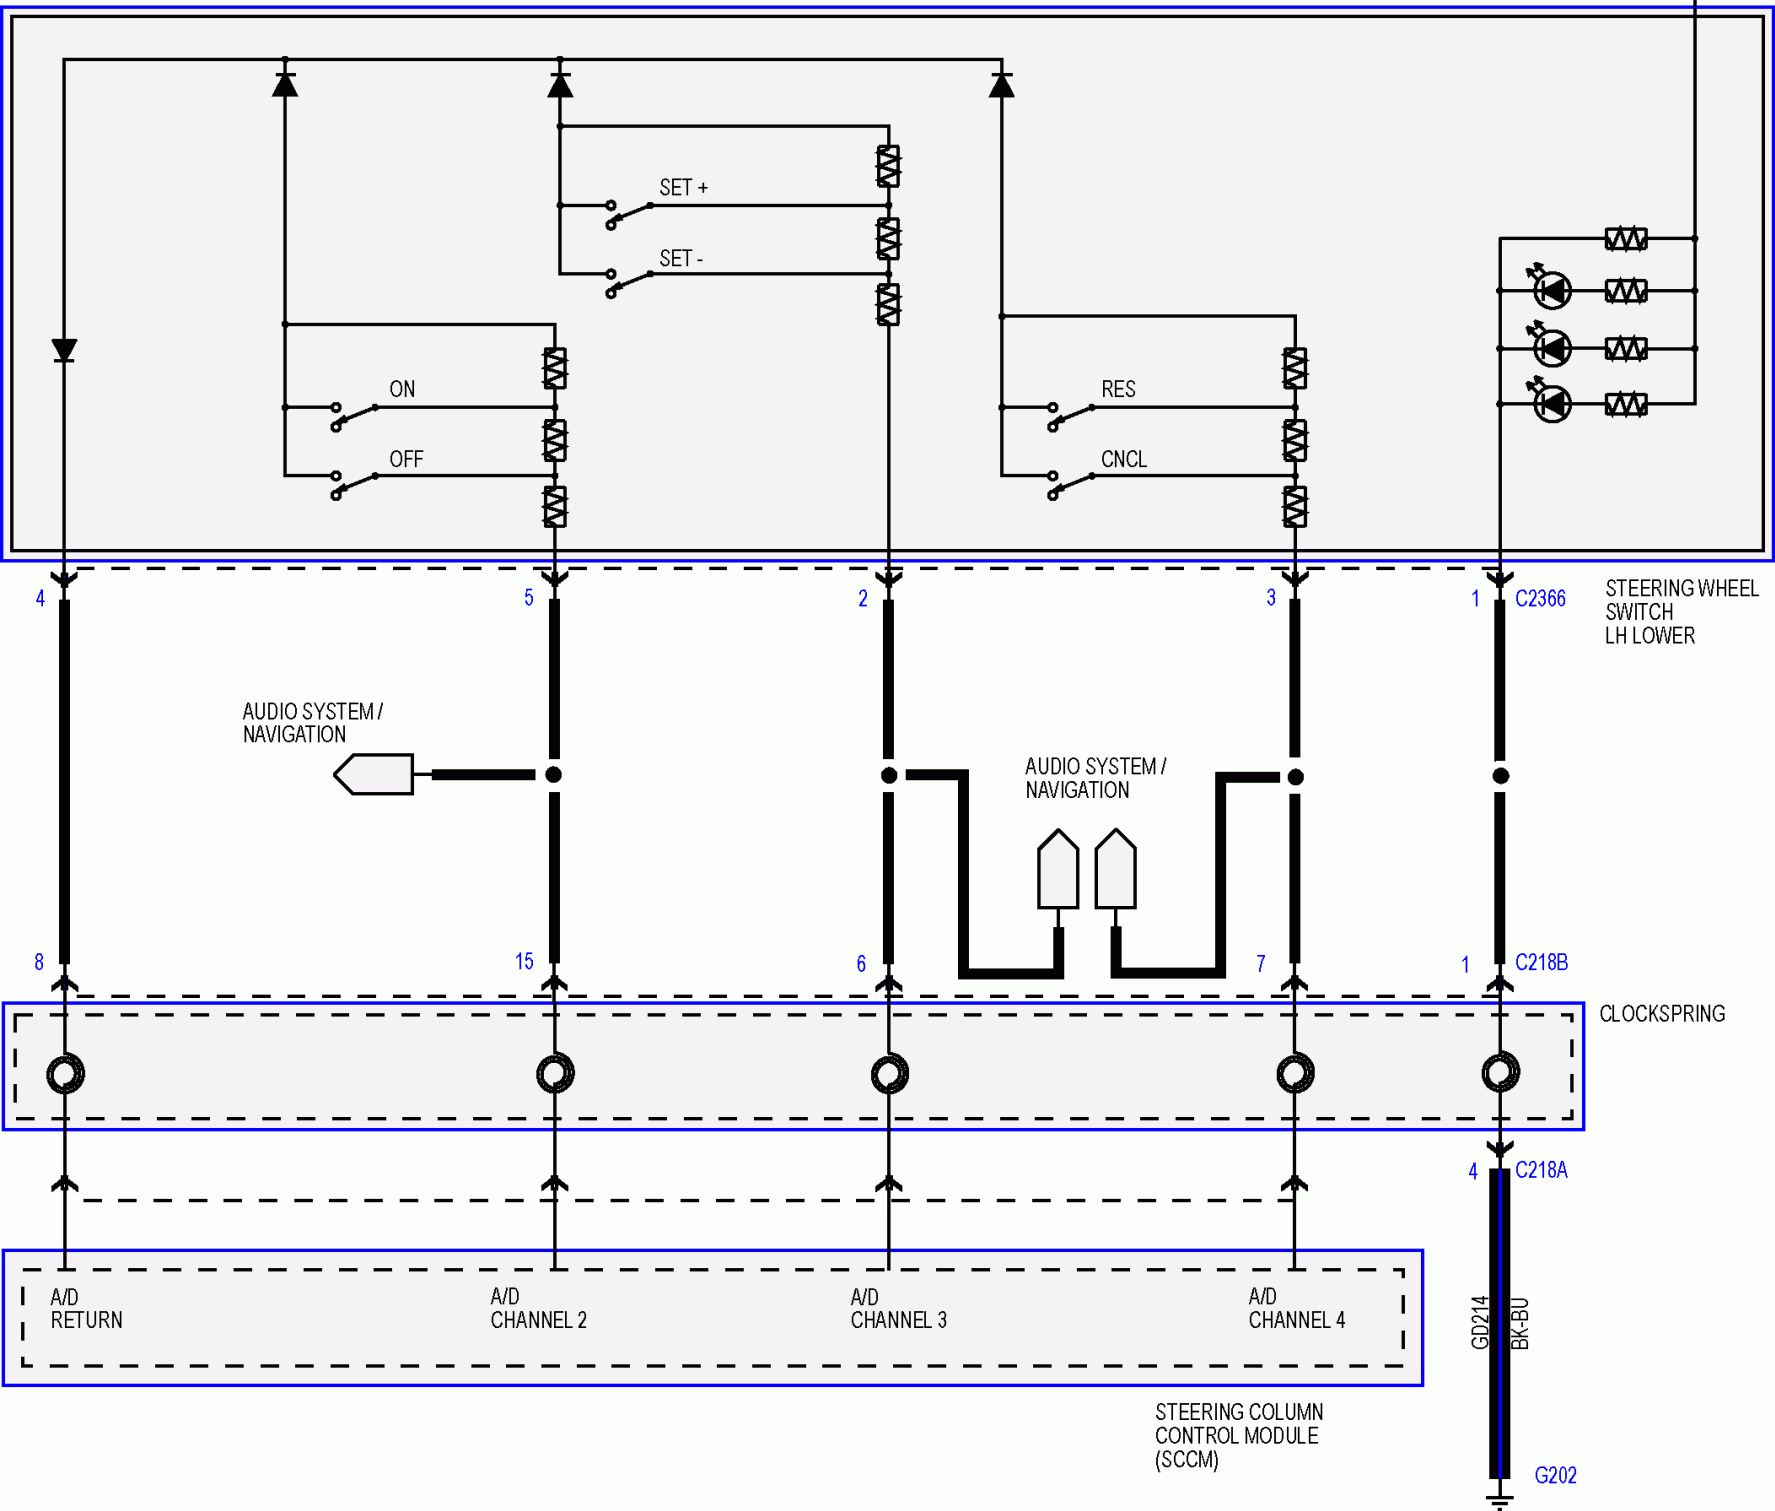 SET +
SET -
ON
OFF
RES
CNCL
4
5
2
3
1
C2366
STEERING WHEEL
SWITCH
LH LOWER
AUDIO SYSTEM /
NAVIGATION
AUDIO SYSTEM /
NAVIGATION
8
15
6
7
1
C218B
CLOCKSPRING
4
C218A
A/D
RETURN
A/D
CHANNEL 2
A/D
CHANNEL 3
A/D
CHANNEL 4
GD214
BK-BU
STEERING COLUMN
CONTROL MODULE
(SCCM)
G202